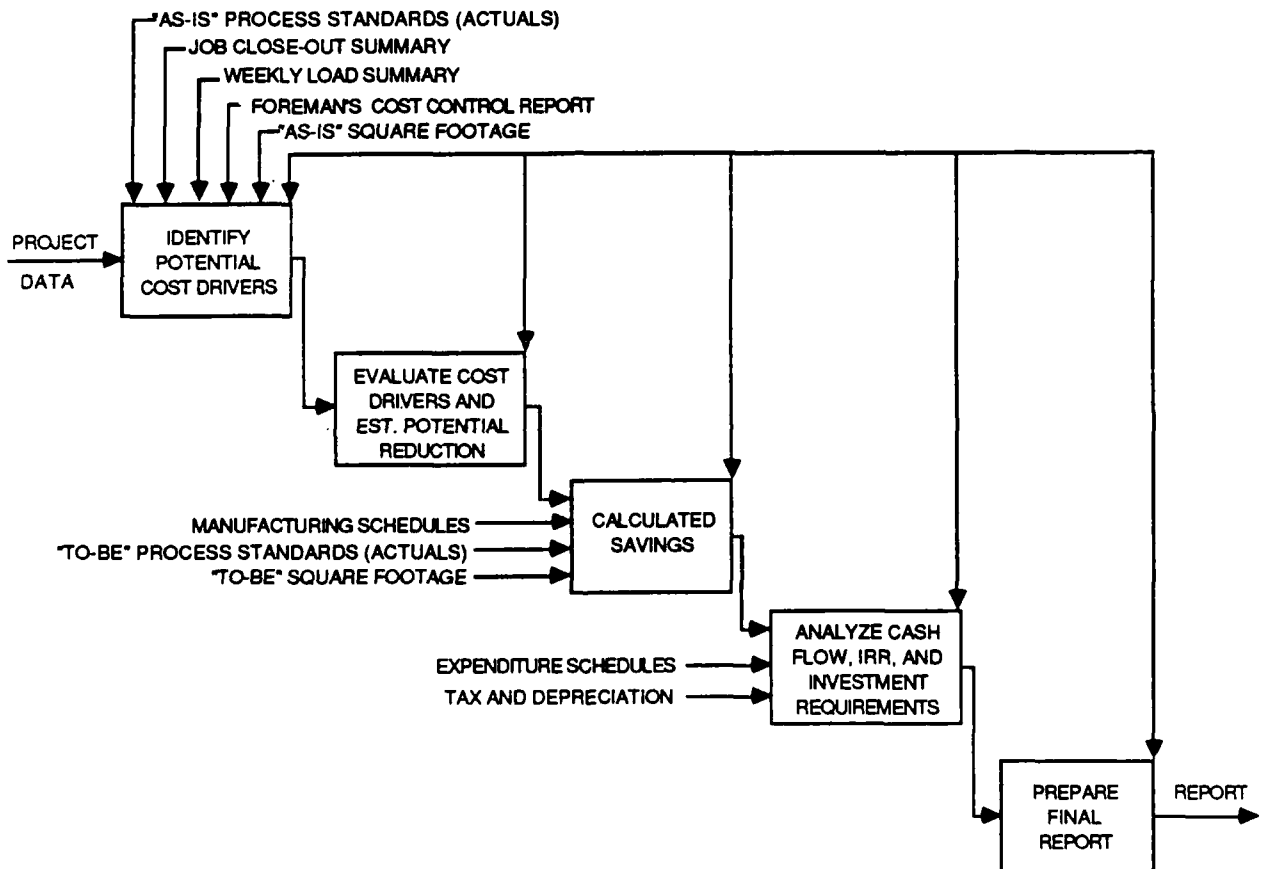 "AS-IS" PROCESS STANDARDS (ACTUALS)
JOB CLOSE-OUT SUMMARY
WEEKLY LOAD SUMMARY
FOREMAN'S COST CONTROL REPORT
"AS-IS" SQUARE FOOTAGE
PROJECT
DATA
IDENTIFY
POTENTIAL
COST DRIVERS
EVALUATE COST
DRIVERS AND
EST. POTENTIAL
REDUCTION
MANUFACTURING SCHEDULES
"TO-BE" PROCESS STANDARDS (ACTUALS)
"TO-BE" SQUARE FOOTAGE
CALCULATED
SAVINGS
EXPENDITURE SCHEDULES
TAX AND DEPRECIATION
ANALYZE CASH
FLOW, IRR, AND
INVESTMENT
REQUIREMENTS
PREPARE
FINAL
REPORT
REPORT